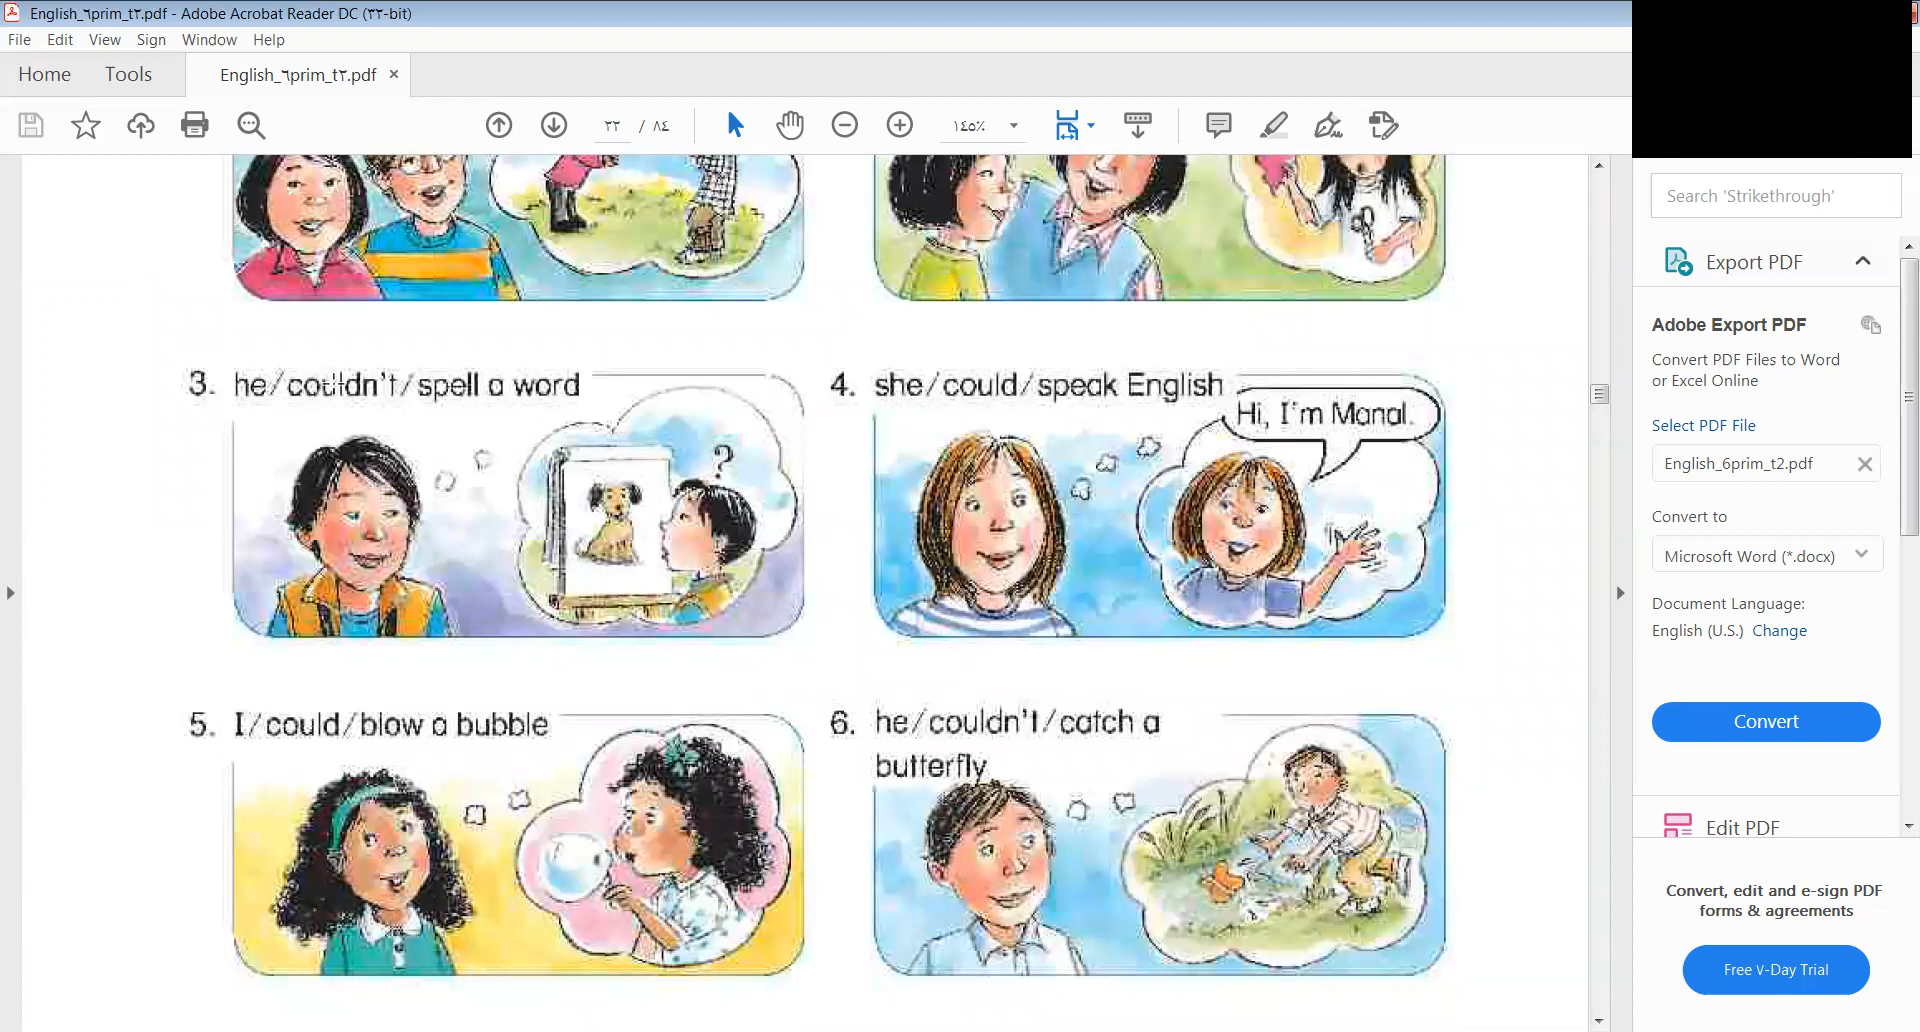 English_٦prim_t٢.pdf - Adobe Acrobat Reader DC (٣٢-bit)
File Edit View Sign Window Help
Home Tools English_٦prim_t٢.pdf ×
٢٢ / ٨٤ ١٤٥%
3. he/couldn't/spell a word
?
4. she/could/speak English
Hi, I'm Manal.
5. I/could/blow a bubble
6. he/couldn't/catch a
butterfly
Search 'Strikethrough'
Export PDF
Adobe Export PDF
Convert PDF Files to Word
or Excel Online
Select PDF File
English_6prim_t2.pdf
Convert to
Microsoft Word (*.docx)
Document Language:
English (U.S.) Change
Convert
Edit PDF
Convert, edit and e-sign PDF
forms & agreements
Free ٧-Day Trial